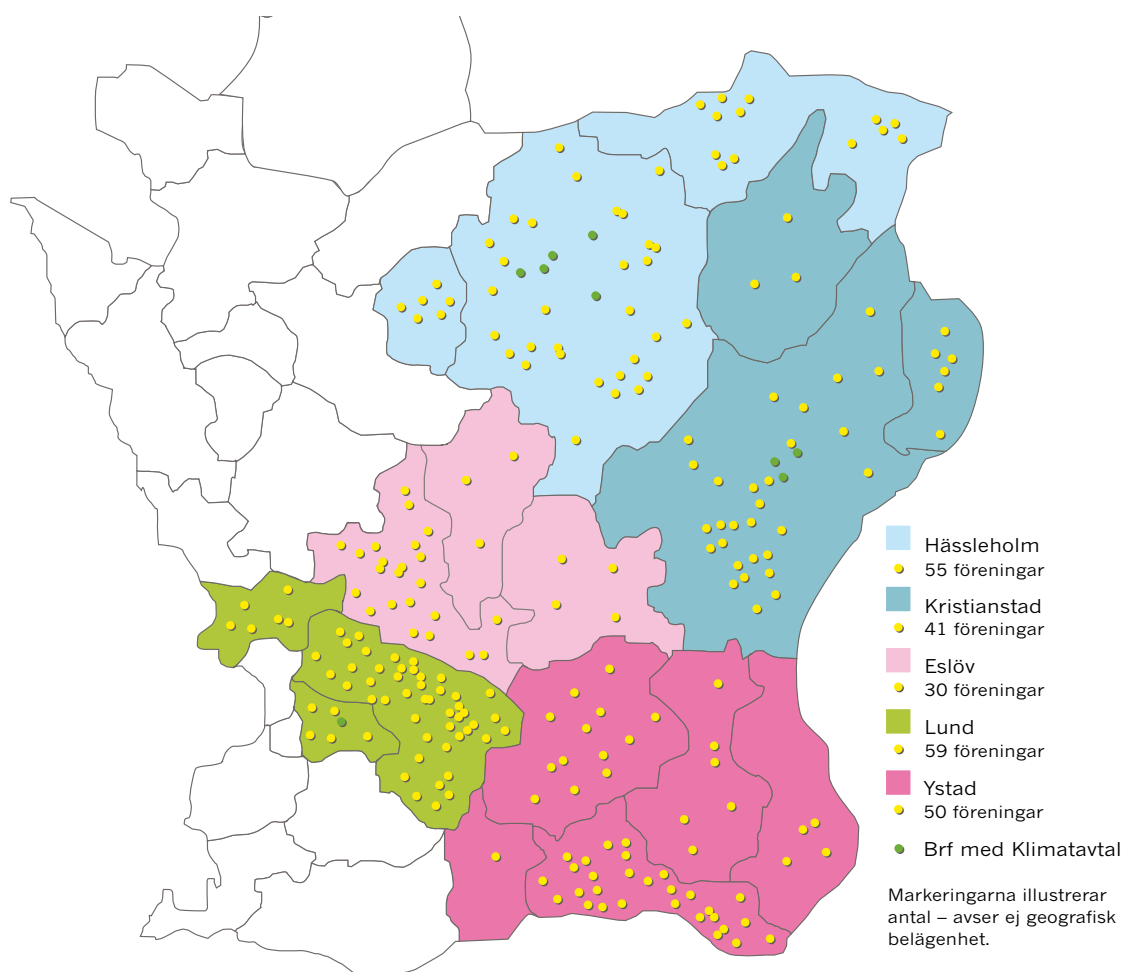 Hässleholm
55 föreningar
Kristianstad
41 föreningar
Eslöv
30 föreningar
Lund
59 föreningar
Ystad
50 föreningar
Brf med Klimatavtal
Markeringarna illustrerar
antal – avser ej geografisk
belägenhet.